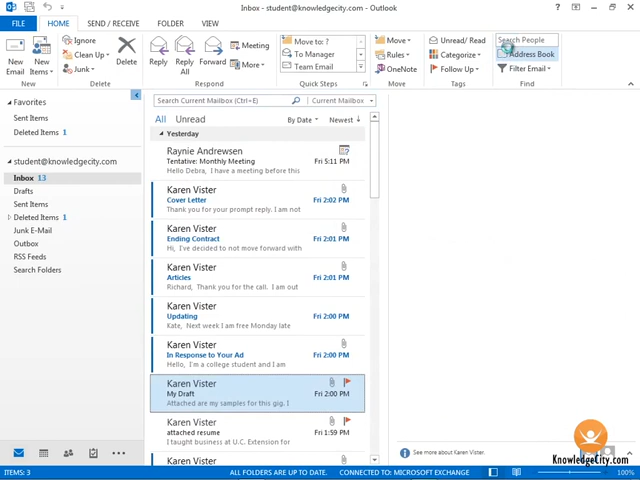 Inbox - student@knowledgecity.com - Outlook
FILE HOME SEND / RECEIVE FOLDER VIEW
New Email
New Items
Ignore
Clean Up
Junk
Delete
Reply
Reply All
Forward
Meeting
More
Move to: ?
To Manager
Team Email
Move
Rules
OneNote
Unread/ Read
Categorize
Follow Up
Search People
Address Book
Filter Email
New Delete Respond Quick Steps Move Tags Find
Favorites
Sent Items
Deleted Items 1
student@knowledgecity.com
Inbox 13
Drafts
Sent Items
Deleted Items 1
Junk E-Mail
Outbox
RSS Feeds
Search Folders
Search Current Mailbox (Ctrl+E) Current Mailbox
All Unread By Date Newest
Yesterday
Raynie Andrewsen
Tentative: Monthly Meeting Fri 5:11 PM
Hello Debra, I have a meeting before this
Karen Vister
Cover Letter Fri 2:02 PM
Thank you for your prompt reply. I am not
Karen Vister
Ending Contract Fri 2:01 PM
Hi, I've decided to not move forward with
Karen Vister
Articles Fri 2:01 PM
Richard, Thank you for the call. I am out
Karen Vister
Updating Fri 2:00 PM
Kate, Next week I am free Monday late
Karen Vister
In Response to Your Ad Fri 2:00 PM
Hello, I'm a college student and I am
Karen Vister
My Draft Fri 2:00 PM
Attached are my samples for this gig. I
Karen Vister
attached resume Fri 1:59 PM
I taught business at U.C. Extension for
Karen Vister
See more about Karen Vister.
KnowledgeCity.com
ITEMS: 3 ALL FOLDERS ARE UP TO DATE. CONNECTED TO: MICROSOFT EXCHANGE 100%